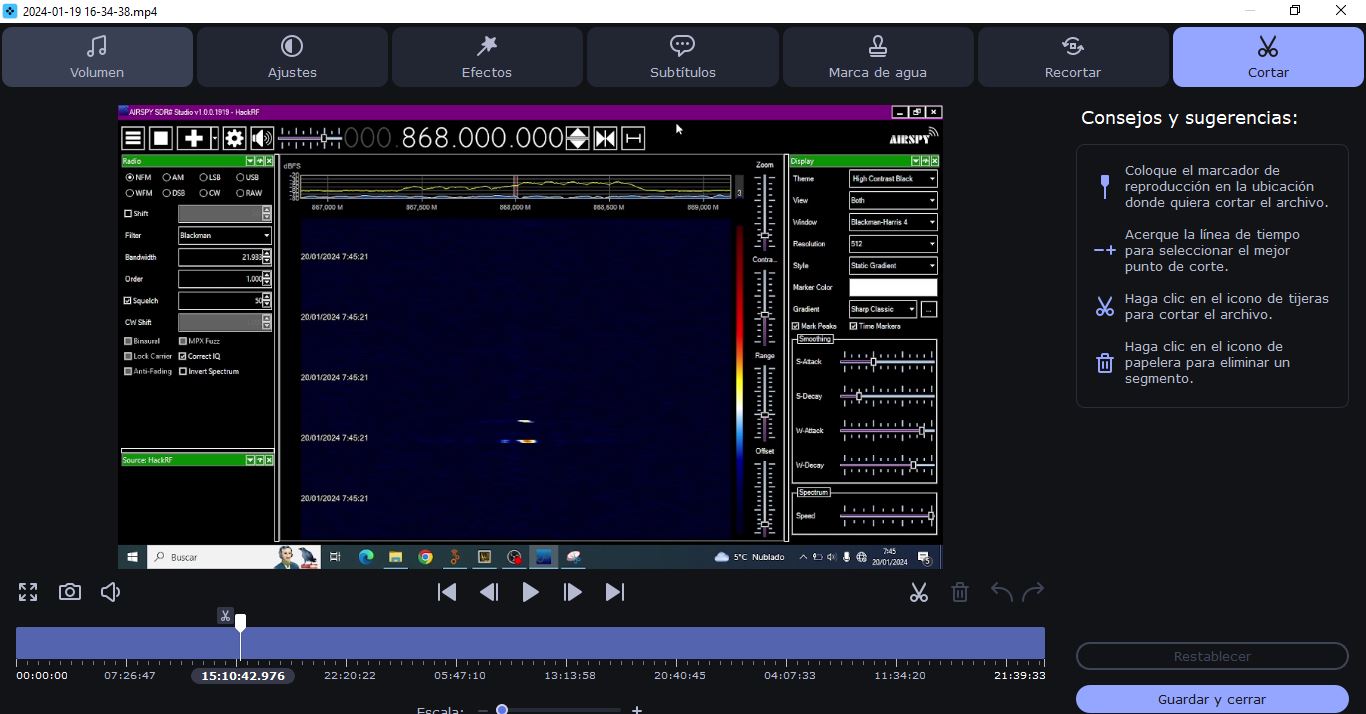 2024-01-19 16-34-38.mp4
Volumen
Ajustes
Efectos
Subtítulos
Marca de agua
Recortar
Cortar
AIRSPY SDR# Studio v1.0.0.1919 - HackRF
000.868.000.000
AIRSPY
Radio
NFM AM LSB USB
WFM DSB CW RAW
Shift
Filter Blackman
Bandwidth 21.933
Order 1,000
Squelch 50
CW Shift
Binaural MPX Fuzz
Lock Carrier Correct IQ
Anti-Fading Invert Spectrum
Source: HackRF
dBFS
3
867,000 M 867,500 M 868,000 M 868,500 M 869,000 M
20/01/2024 7:45:21
20/01/2024 7:45:21
20/01/2024 7:45:21
20/01/2024 7:45:21
20/01/2024 7:45:21
Zoom
Contra...
Range
Offset
Display
Theme High Contrast Black
View Both
Window Blackman-Harris 4
Resolution 512
Style Static Gradient
Marker Color
Gradient Sharp Classic ...
Mark Peaks Time Markers
Smoothing
S-Attack
S-Decay
W-Attack
W-Decay
Spectrum
Speed
Buscar
5°C Nublado
7:45
20/01/2024
5
Consejos y sugerencias:
Coloque el marcador de
reproducción en la ubicación
donde quiera cortar el archivo.
Acerque la línea de tiempo
para seleccionar el mejor
punto de corte.
Haga clic en el icono de tijeras
para cortar el archivo.
Haga clic en el icono de
papelera para eliminar un
segmento.
00:00:00
07:26:47
15:10:42.976
22:20:22
05:47:10
13:13:58
20:40:45
04:07:33
11:34:20
21:39:33
Escala:
Restablecer
Guardar y cerrar